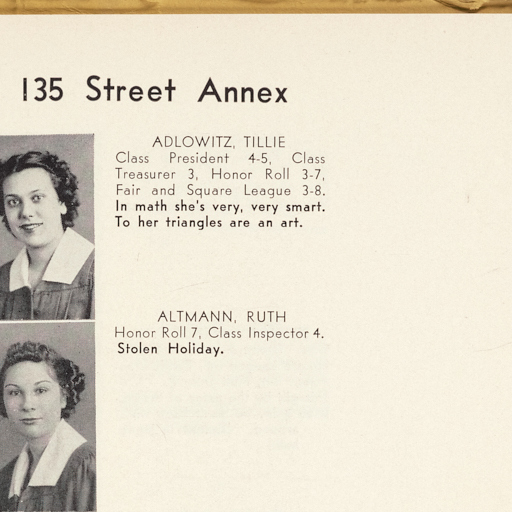 135 Street Annex
ADLOWITZ, TILLIE
Class President 4-5, Class
Treasurer 3, Honor Roll 3-7,
Fair and Square League 3-8.
In math she's very, very smart.
To her triangles are an art.
ALTMANN, RUTH
Honor Roll 7, Class Inspector 4.
Stolen Holiday.